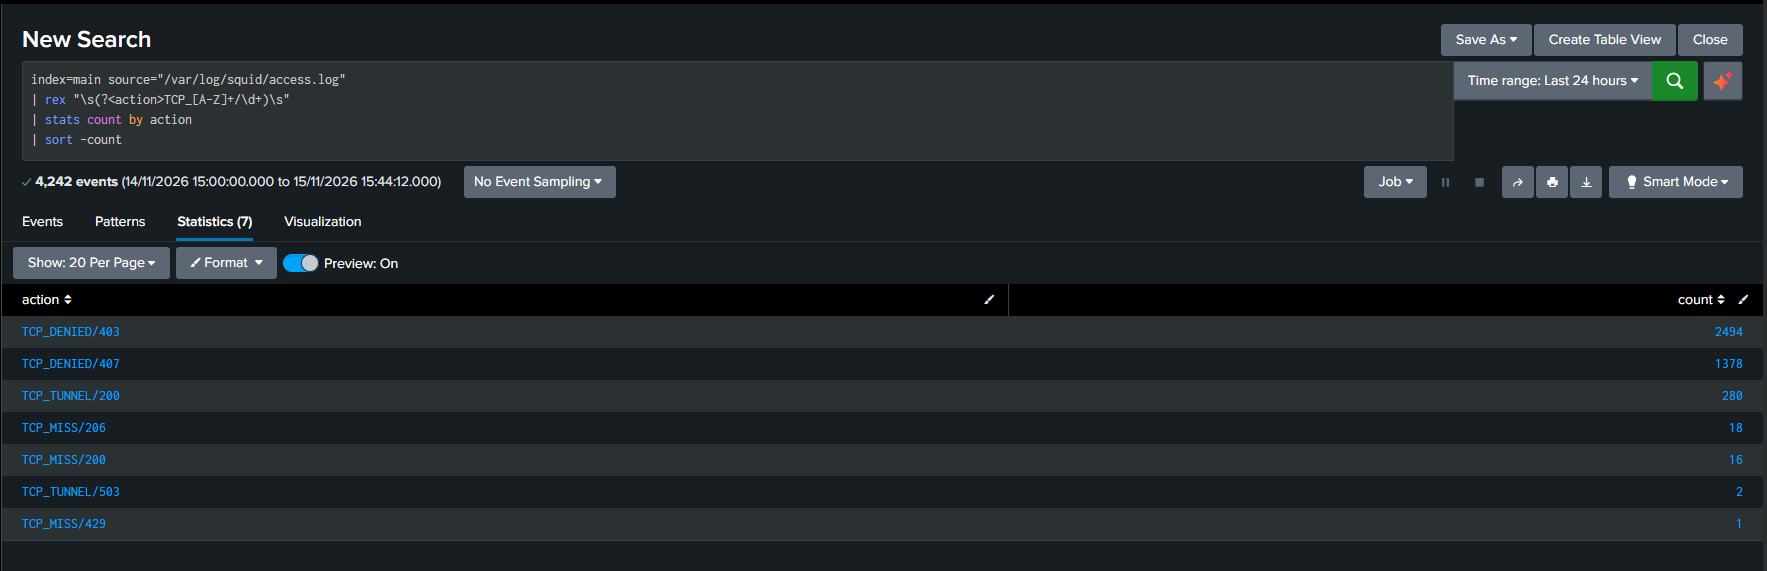 New Search
Save As
Create Table View
Close
index=main source="/var/log/squid/access.log"
| rex "\s(?<action>TCP_[A-Z]+/\d+)\s"
| stats count by action
| sort -count
Time range: Last 24 hours
4,242 events (14/11/2026 15:00:00.000 to 15/11/2026 15:44:12.000)
No Event Sampling
Job
Smart Mode
Events
Patterns
Statistics (7)
Visualization
Show: 20 Per Page
Format
Preview: On
action
count
TCP_DENIED/403 2494
TCP_DENIED/407 1378
TCP_TUNNEL/200 280
TCP_MISS/206 18
TCP_MISS/200 16
TCP_TUNNEL/503 2
TCP_MISS/429 1